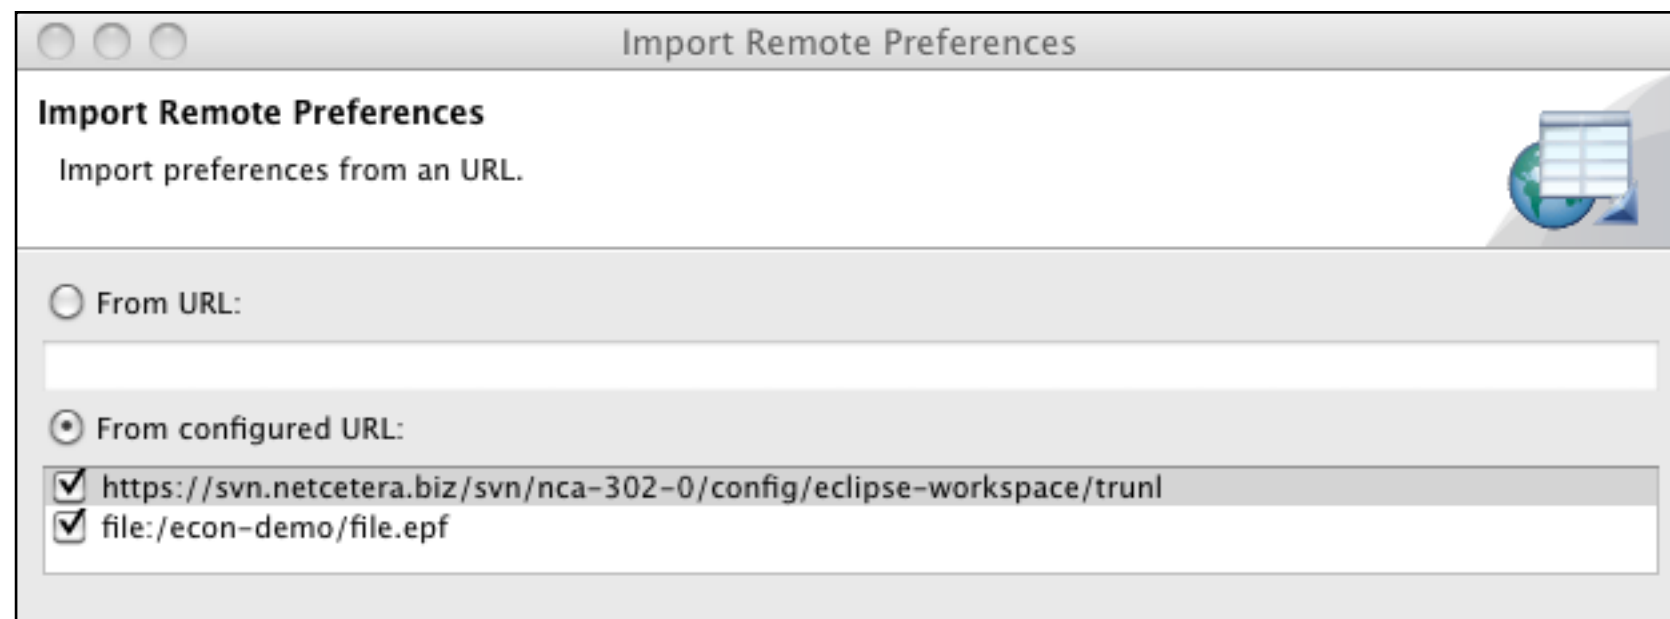 Import Remote Preferences
Import Remote Preferences
Import preferences from an URL.
From URL:
From configured URL:
https://svn.netcetera.biz/svn/nca-302-0/config/eclipse-workspace/trunl
file:/econ-demo/file.epf